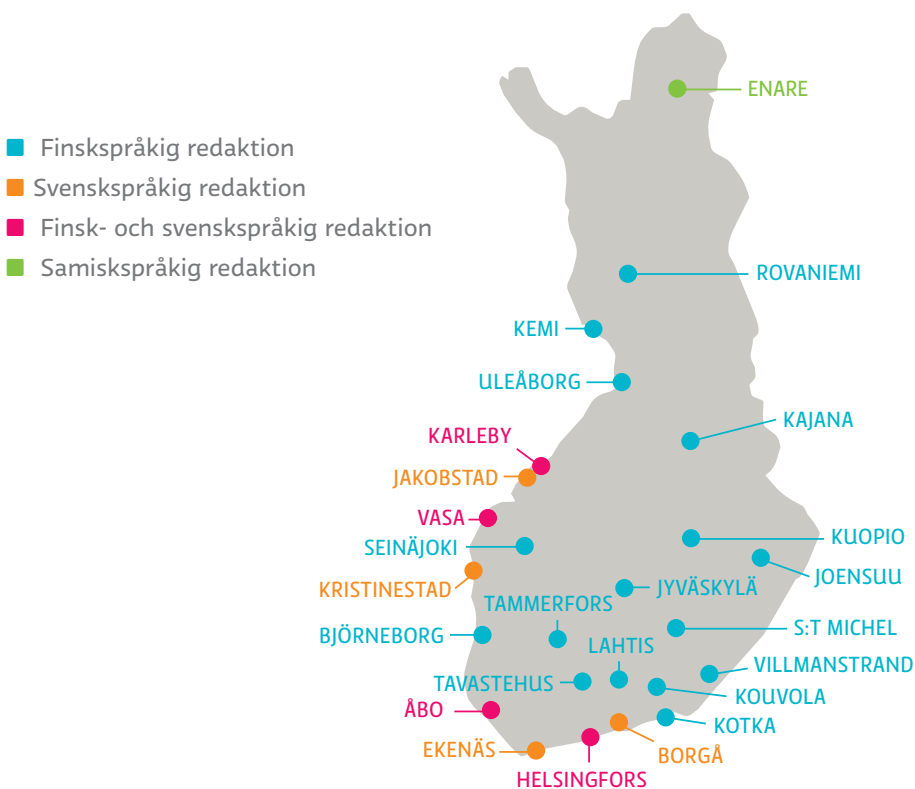 ENARE
Finskspråkig redaktion
Svenskspråkig redaktion
Finsk- och svenskspråkig redaktion
Samiskspråkig redaktion
ROVANIEMI
KEMI
ULEÅBORG
KAJANA
KARLEBY
JAKOBSTAD
VASA
SEINÄJOKI
KUOPIO
JOENSUU
KRISTINESTAD
JYVÄSKYLÄ
TAMMERFORS
BJÖRNEBORG
S:T MICHEL
LAHTIS
VILLMANSTRAND
TAVASTEHUS
KOUVOLA
ÅBO
KOTKA
EKENÄS
BORGÅ
HELSINGFORS